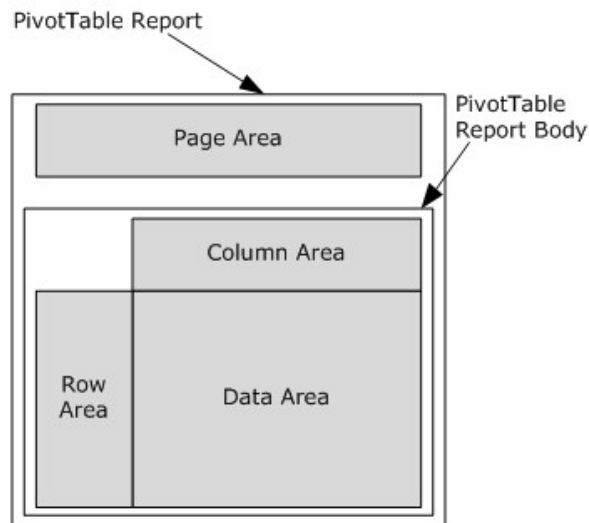 PivotTable Report
PivotTable
Report Body
Page Area
Column Area
Row
Area
Data Area